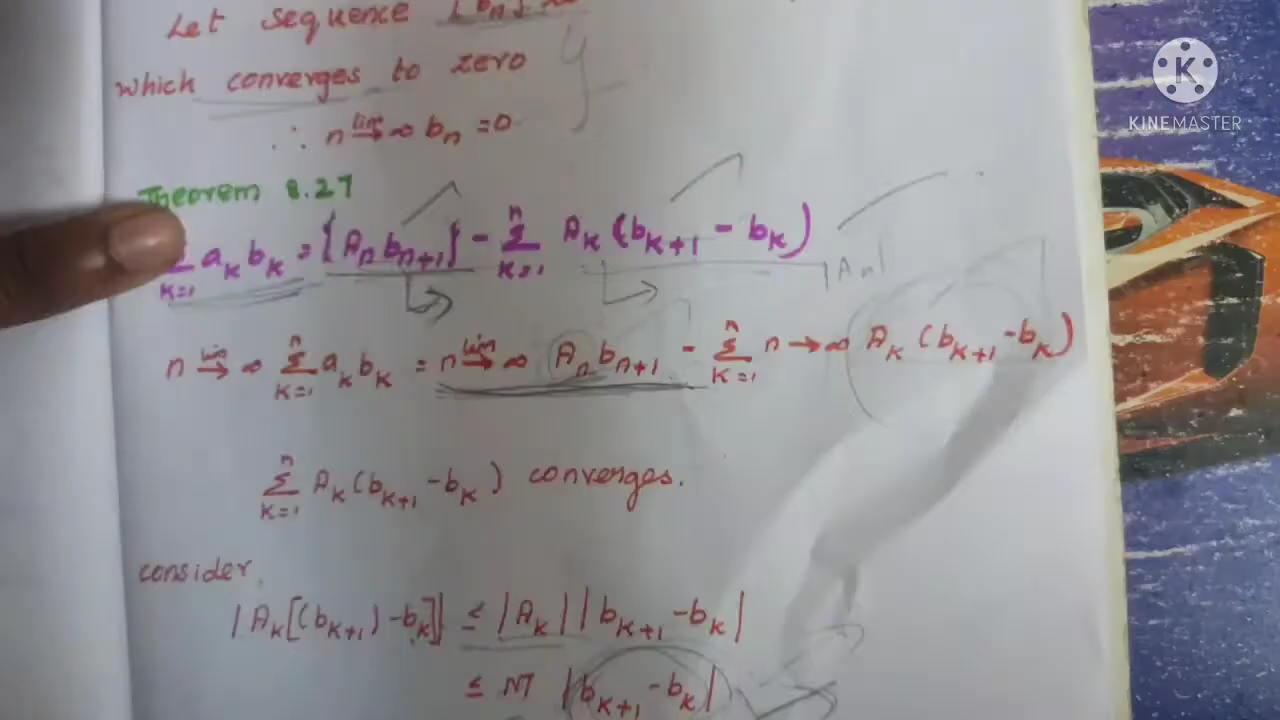 Let sequence {bn}
which converges to zero
∴ n lim→∞ bn = 0
Theorem 8.27
Σ k=1 ak bk = {An bn+1} - Σ n k=1 Ak (bk+1 - bk)
|An|
n lim→∞ Σ n k=1 ak bk = n lim→∞ An bn+1 - Σ n k=1 n→∞ Ak (bk+1 - bk)
Σ n k=1 Ak (bk+1 - bk) converges.
consider,
|Ak[(bk+1) - bk]| ≤ |Ak| |bk+1 - bk|
≤ M |bk+1 - bk|
K
KINEMASTER